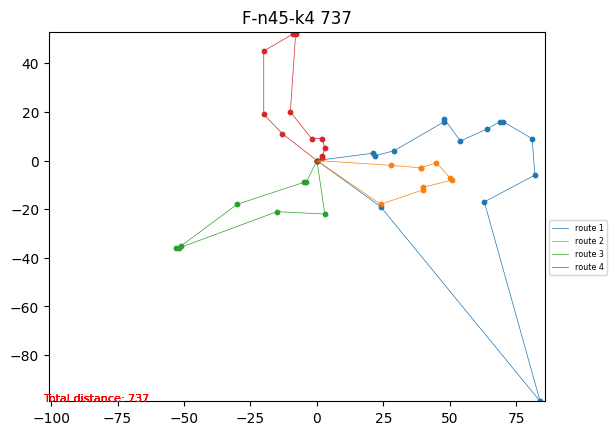 F-n45-k4 737
40
20
0
−20
−40
−60
−80
−100 −75 −50 −25 0 25 50 75
Total distance: 737
route 1
route 2
route 3
route 4